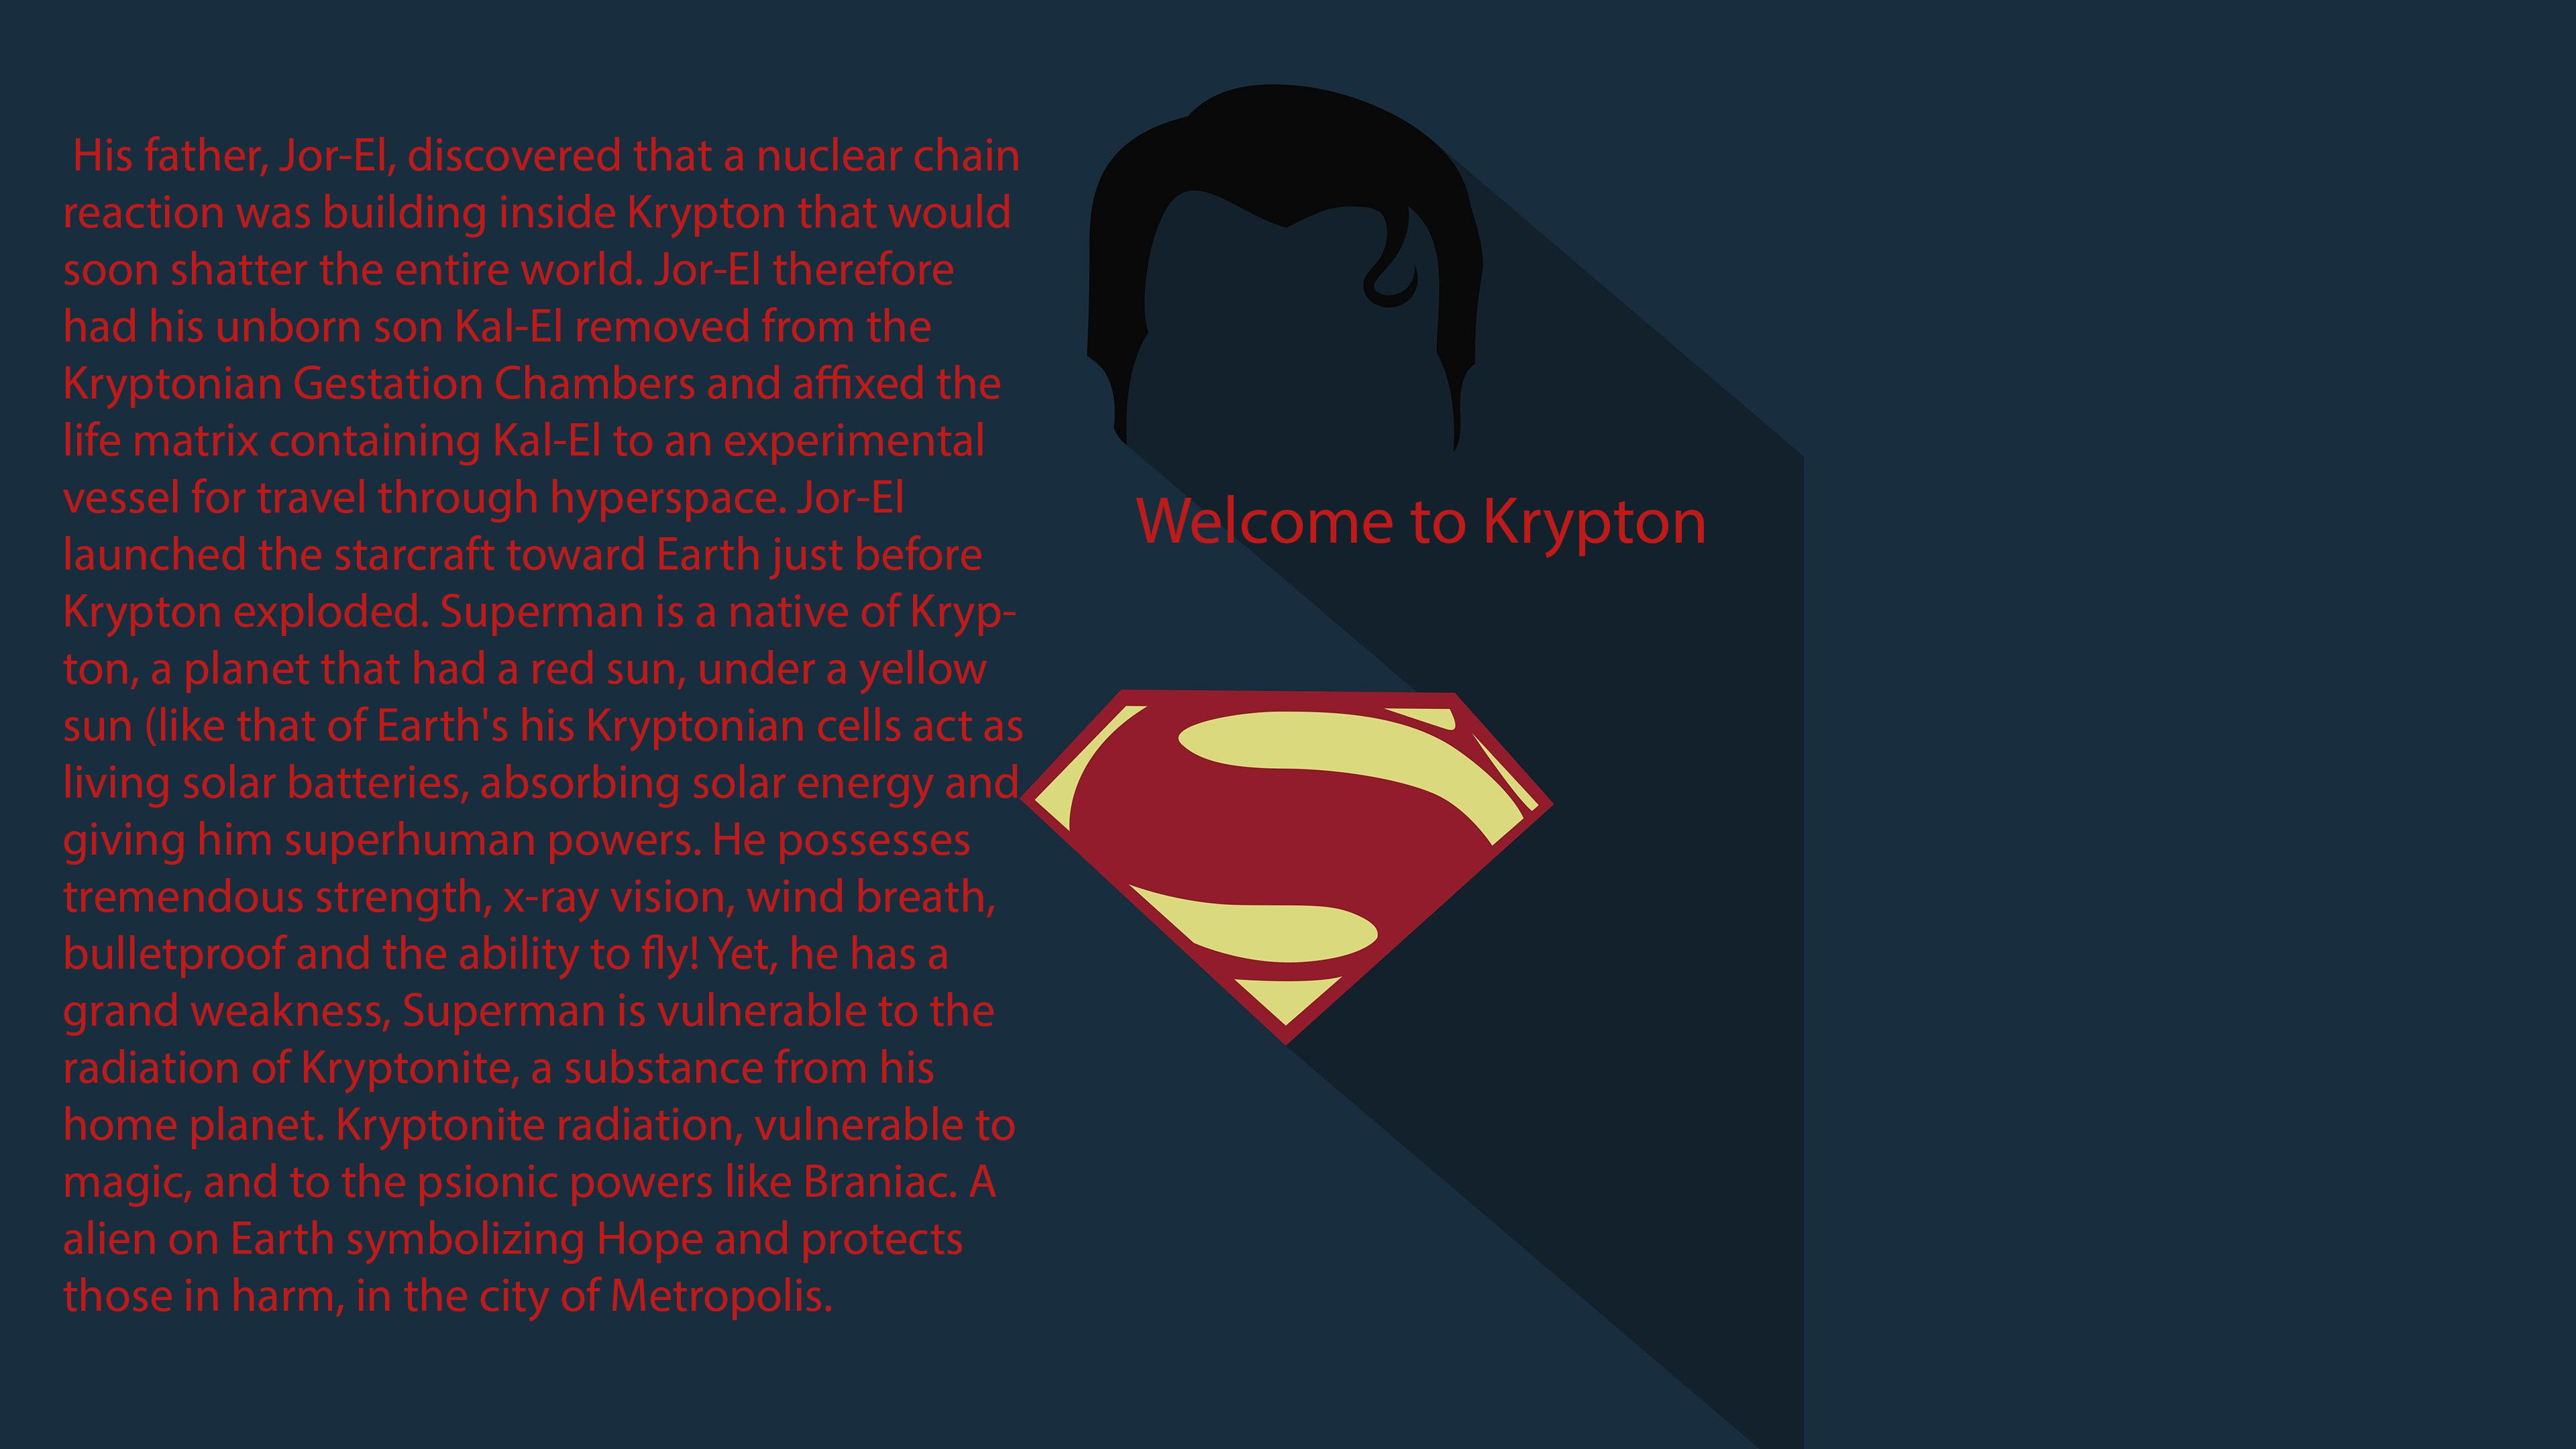 His father, Jor-El, discovered that a nuclear chain
reaction was building inside Krypton that would
soon shatter the entire world. Jor-El therefore
had his unborn son Kal-El removed from the
Kryptonian Gestation Chambers and affixed the
life matrix containing Kal-El to an experimental
vessel for travel through hyperspace. Jor-El
launched the starcraft toward Earth just before
Krypton exploded. Superman is a native of Kryp-
ton, a planet that had a red sun, under a yellow
sun (like that of Earth's his Kryptonian cells act as
living solar batteries, absorbing solar energy and
giving him superhuman powers. He possesses
tremendous strength, x-ray vision, wind breath,
bulletproof and the ability to fly! Yet, he has a
grand weakness, Superman is vulnerable to the
radiation of Kryptonite, a substance from his
home planet. Kryptonite radiation, vulnerable to
magic, and to the psionic powers like Braniac. A
alien on Earth symbolizing Hope and protects
those in harm, in the city of Metropolis.
Welcome to Krypton